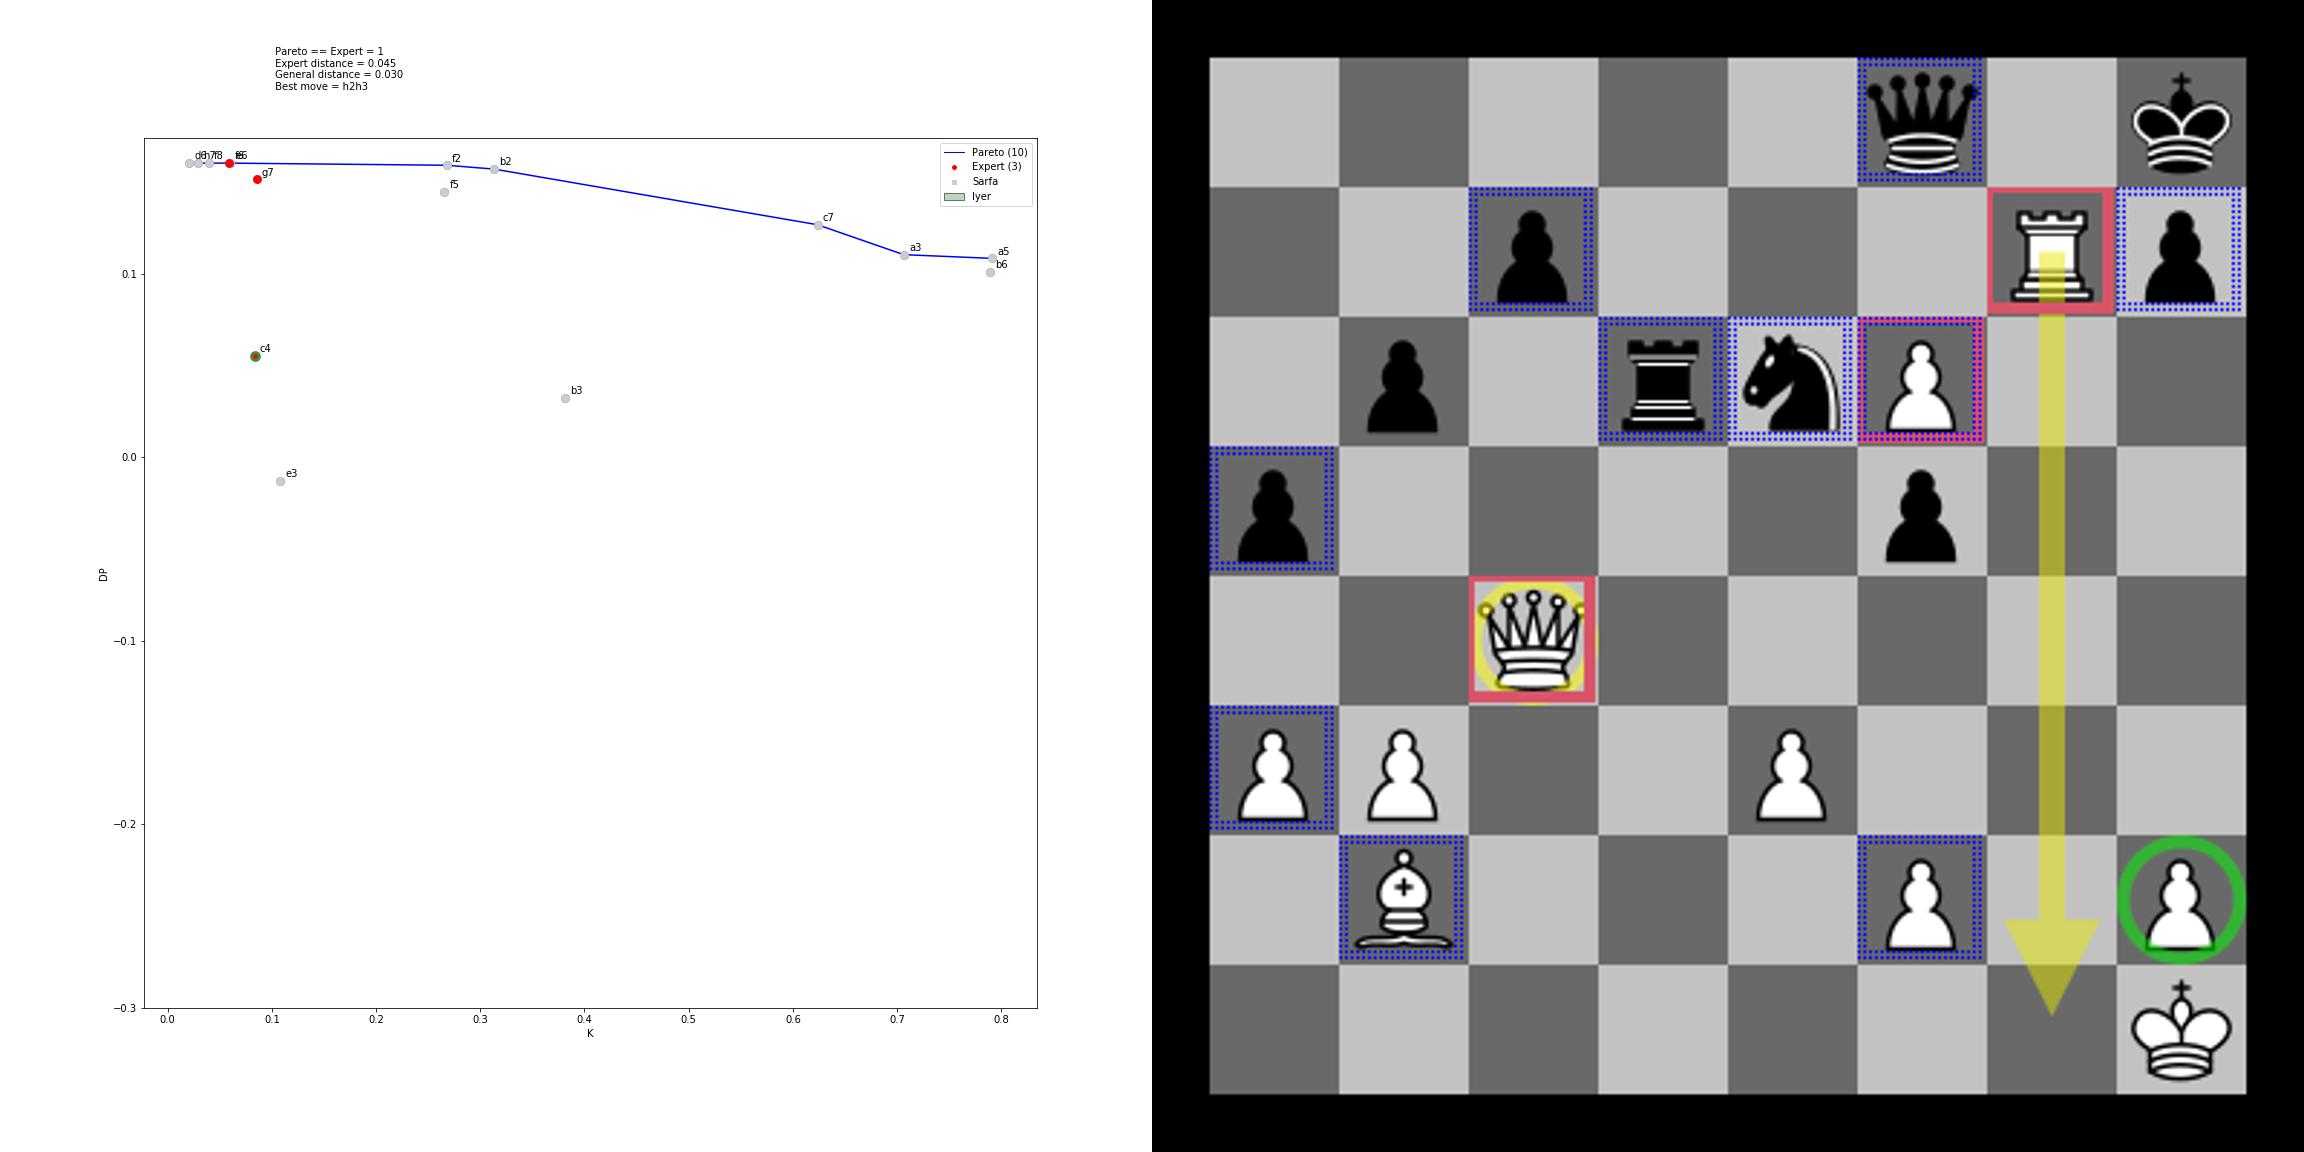 Pareto == Expert = 1
Expert distance = 0.045
General distance = 0.030
Best move = h2h3
Pareto (10)
Expert (3)
Sarfa
Iyer
d6
h7
f8
f2
b2
g7
f5
c7
a3
a5
b6
c4
b3
e3
0.1
0.0
−0.1
−0.2
−0.3
DP
0.0 0.1 0.2 0.3 0.4 0.5 0.6 0.7 0.8
K